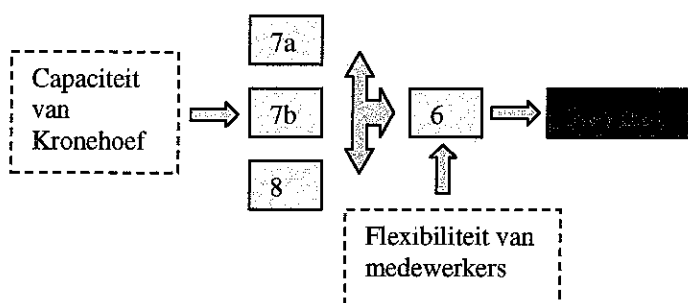 7a
Capaciteit
van
Kronehoef
7b
6
8
Flexibiliteit van
medewerkers